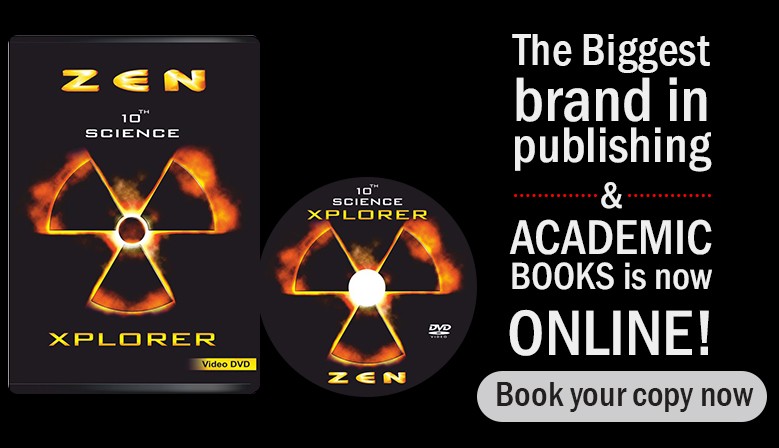 ZEN
10TH
SCIENCE
XPLORER
Video DVD
10TH
SCIENCE
XPLORER
DVD
VIDEO
ZEN
The Biggest
brand in
publishing
&
ACADEMIC
BOOKS is now
ONLINE!
Book your copy now